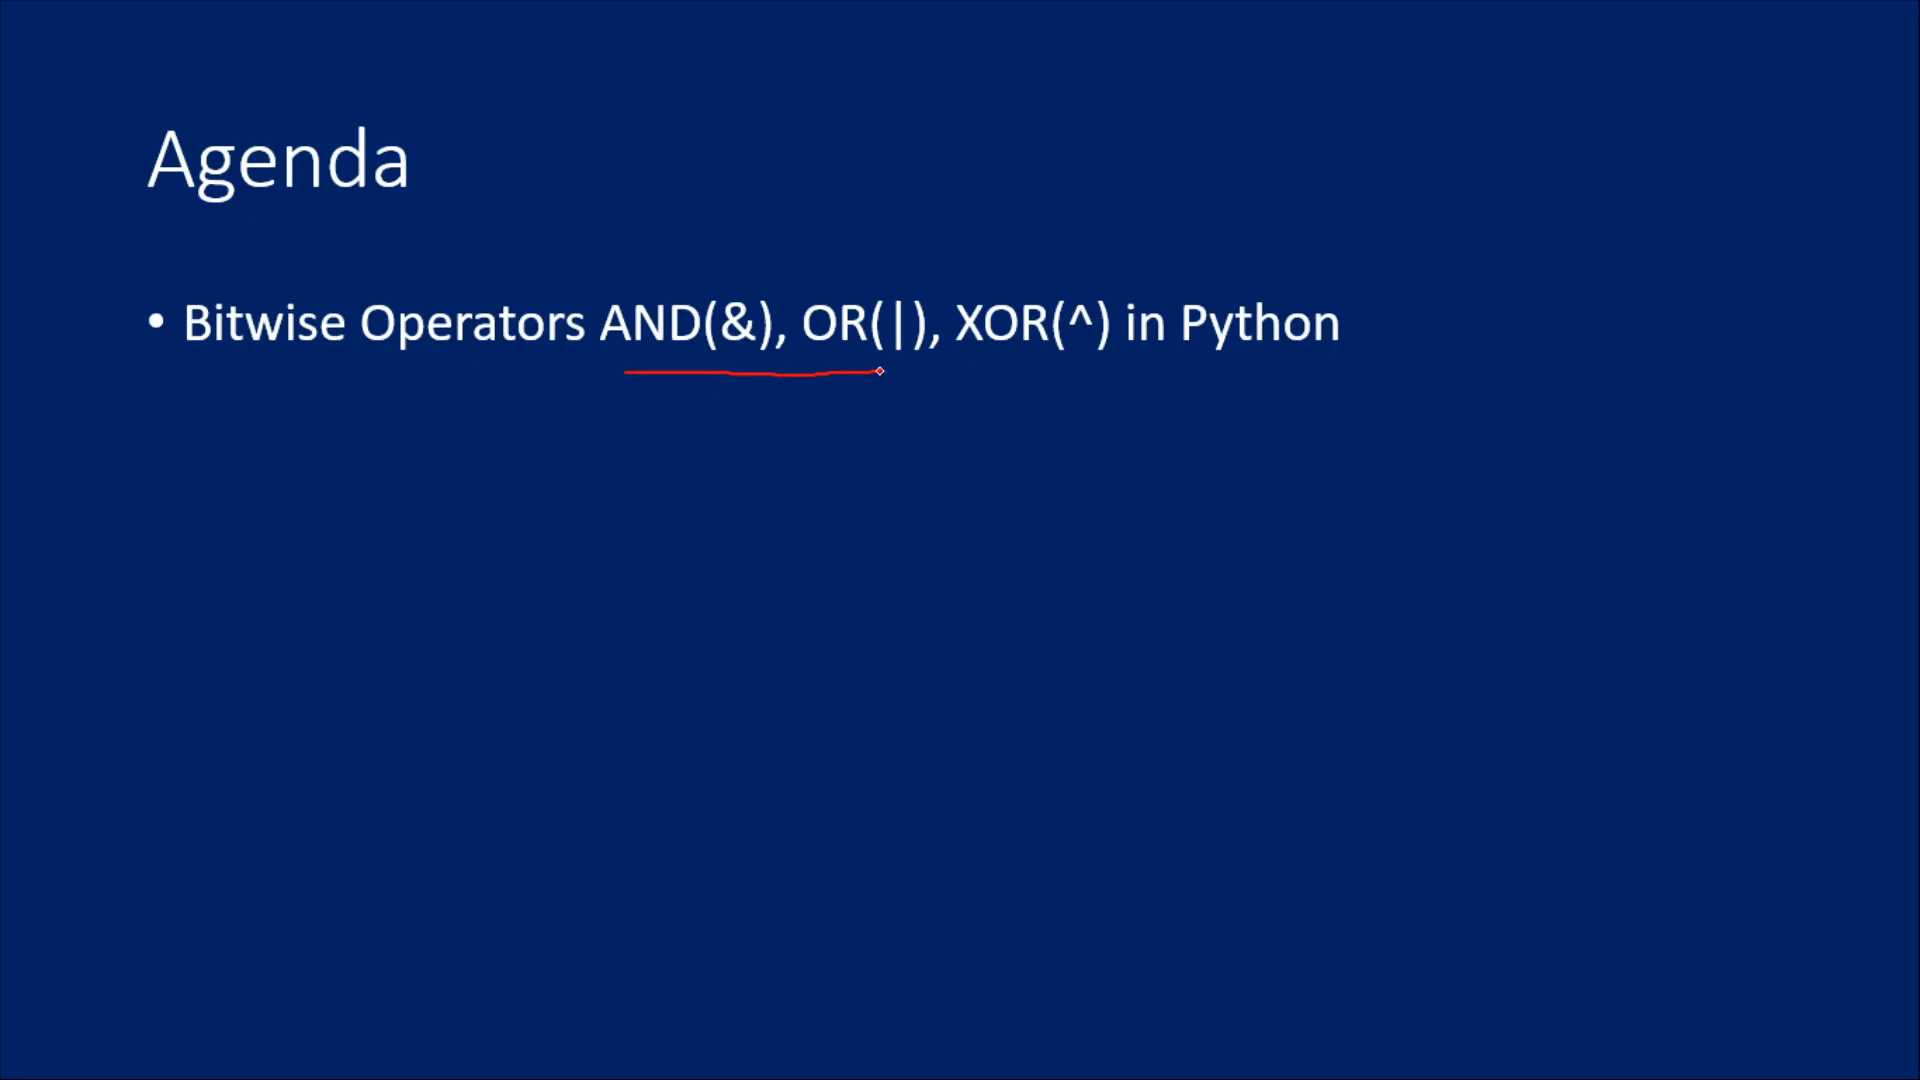 Agenda
• Bitwise Operators AND(&), OR(|), XOR(^) in Python